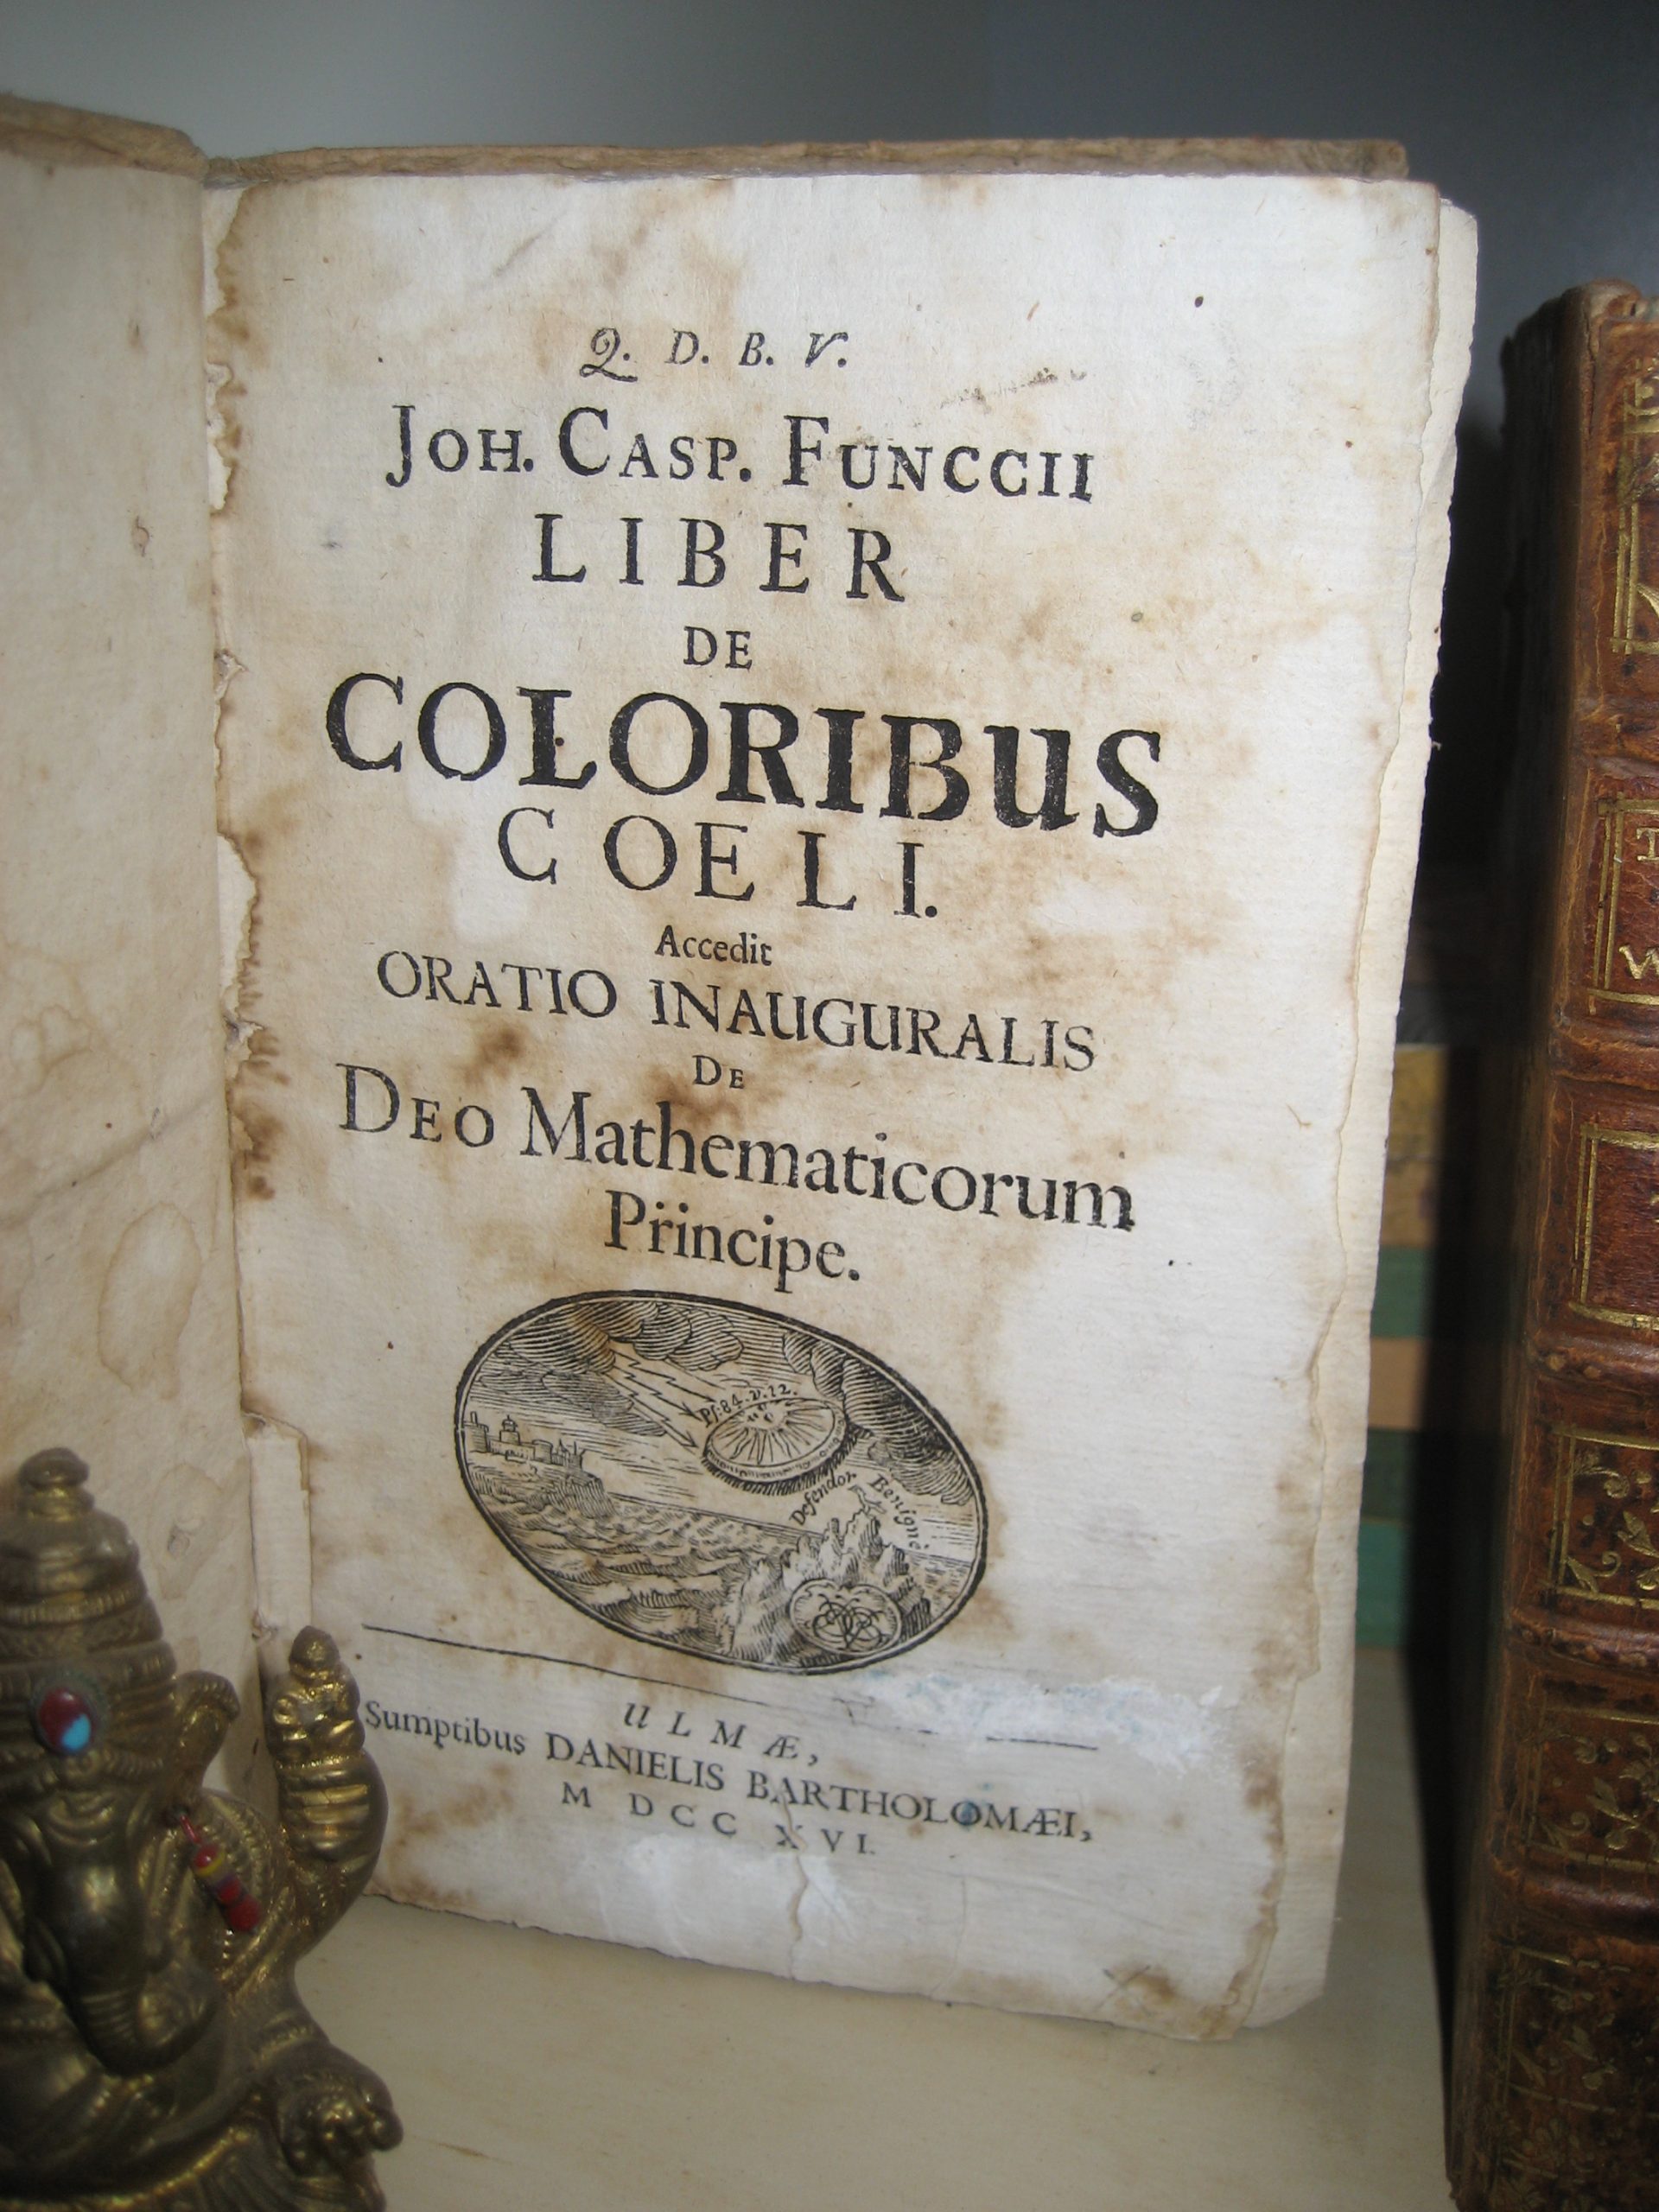 Q. D. B. V.
JOH. CASP. FUNCCII
LIBER
DE
COLORIBUS
COELI.
Accedit
ORATIO INAUGURALIS
DE
DEO Mathematicorum
Principe.
Ps. 84. v. 12.
Defendor Benignè
ULMÆ,
Sumptibus DANIELIS BARTHOLOMÆI,
M DCC XVI.